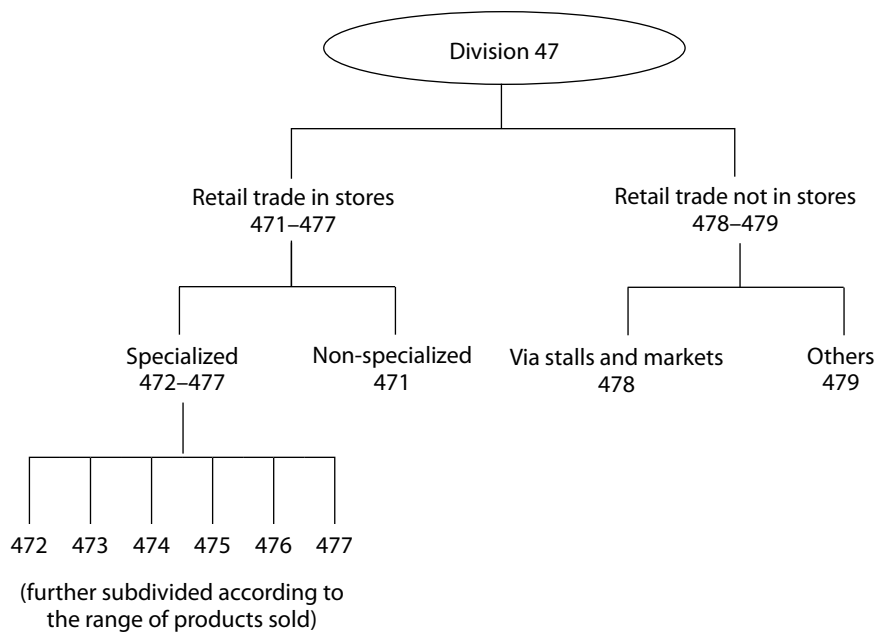 Division 47
Retail trade in stores
471–477
Retail trade not in stores
478–479
Specialized
472–477
Non-specialized
471
Via stalls and markets
478
Others
479
472 473 474 475 476 477
(further subdivided according to
the range of products sold)